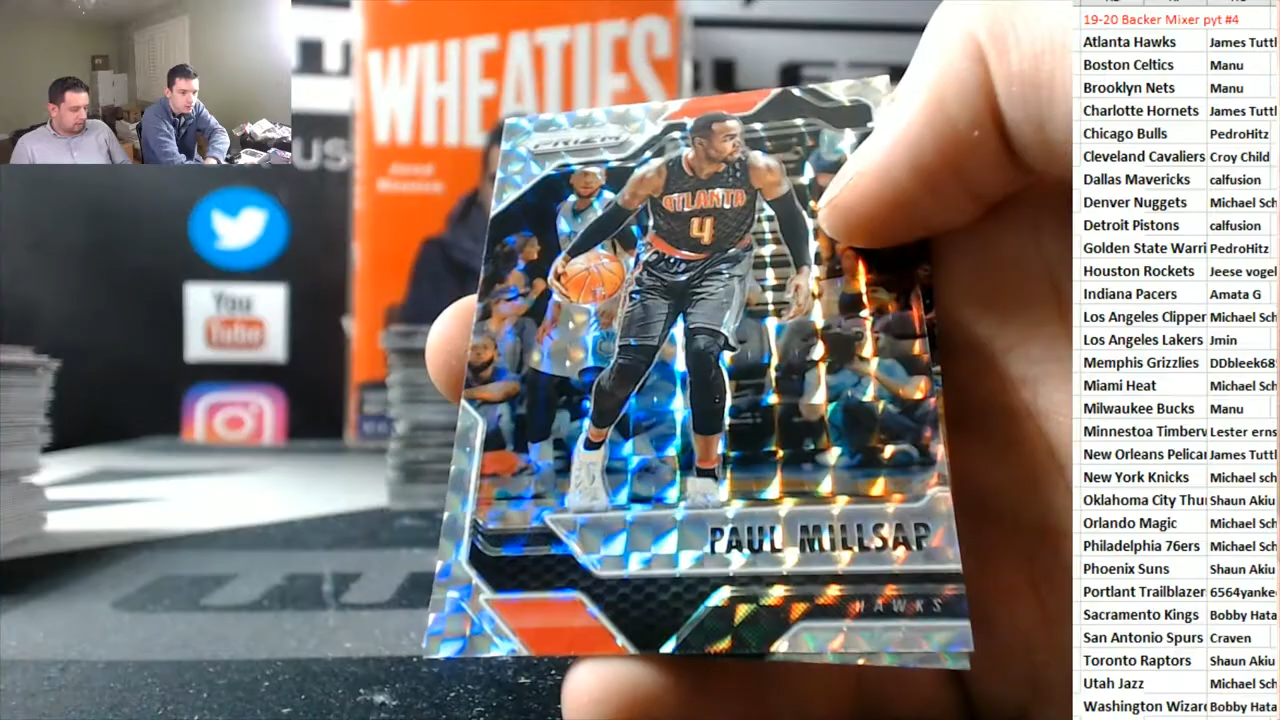 WHEATIES
US
You
Tube
PRIZM
ATLANTA
4
PAUL MILLSAP
HAWKS
19-20 Backer Mixer pyt #4
Atlanta Hawks James Tuttl
Boston Celtics Manu
Brooklyn Nets Manu
Charlotte Hornets James Tuttl
Chicago Bulls PedroHitz
Cleveland Cavaliers Croy Child
Dallas Mavericks calfusion
Denver Nuggets Michael Sch
Detroit Pistons calfusion
Golden State Warri PedroHitz
Houston Rockets Jeese vogel
Indiana Pacers Amata G
Los Angeles Clipper Michael Sch
Los Angeles Lakers Jmin
Memphis Grizzlies DDbleek68
Miami Heat Michael Sch
Milwaukee Bucks Manu
Minnestoa Timberv Lester erns
New Orleans Pelica James Tuttl
New York Knicks Michael sch
Oklahoma City Thu Shaun Akiu
Orlando Magic Michael Sch
Philadelphia 76ers Michael Sch
Phoenix Suns Shaun Akiu
Portlant Trailblazer 6564yanke
Sacramento Kings Bobby Hata
San Antonio Spurs Craven
Toronto Raptors Shaun Akiu
Utah Jazz Michael Sch
Washington Wizard Bobby Hata